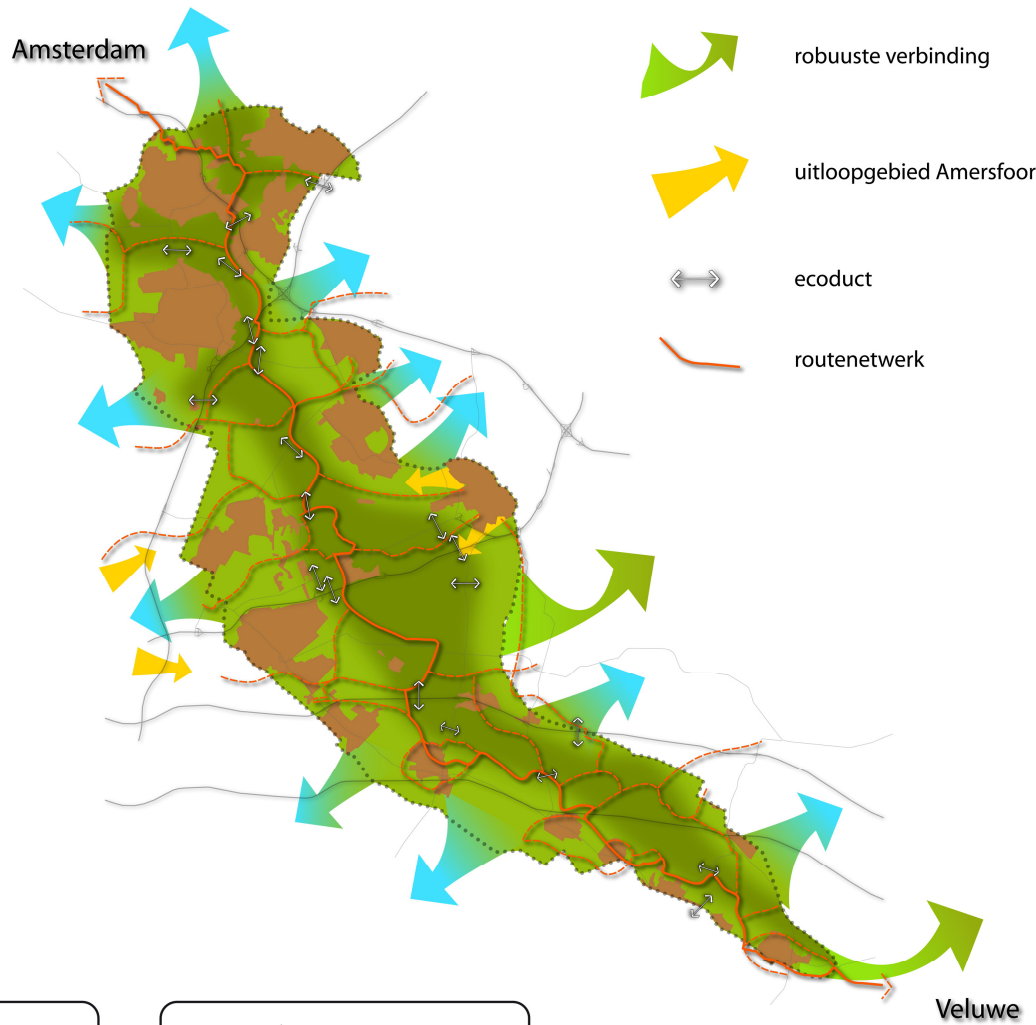 Amsterdam
robuuste verbinding
uitloopgebied Amersfoor
ecoduct
routenetwerk
Veluwe